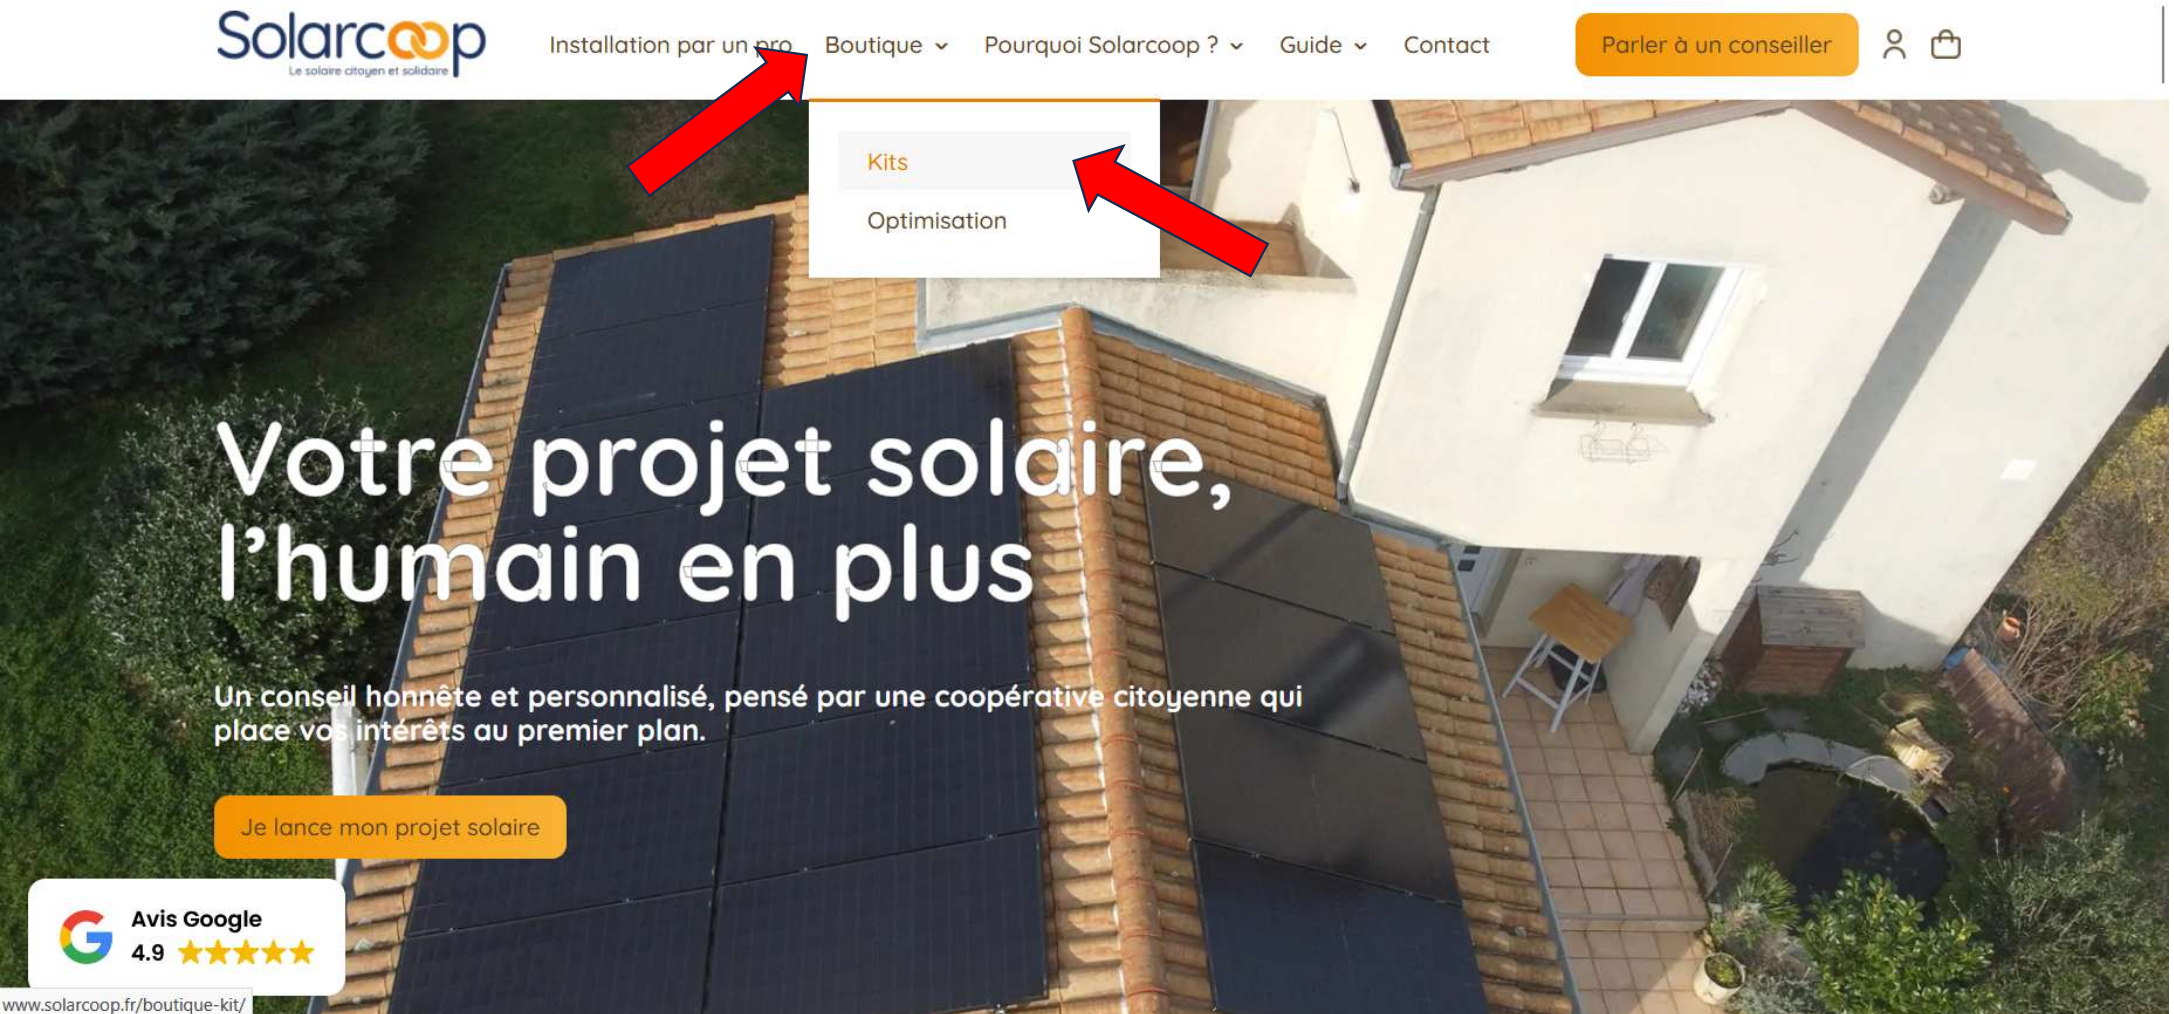 Solarcoop
Le solaire citoyen et solidaire
Installation par un pro
Boutique
Pourquoi Solarcoop ?
Guide
Contact
Parler à un conseiller
Kits
Optimisation
Votre projet solaire,
l'humain en plus
Un conseil honnête et personnalisé, pensé par une coopérative citoyenne qui
place vos intérêts au premier plan.
Je lance mon projet solaire
Avis Google
4.9
www.solarcoop.fr/boutique-kit/